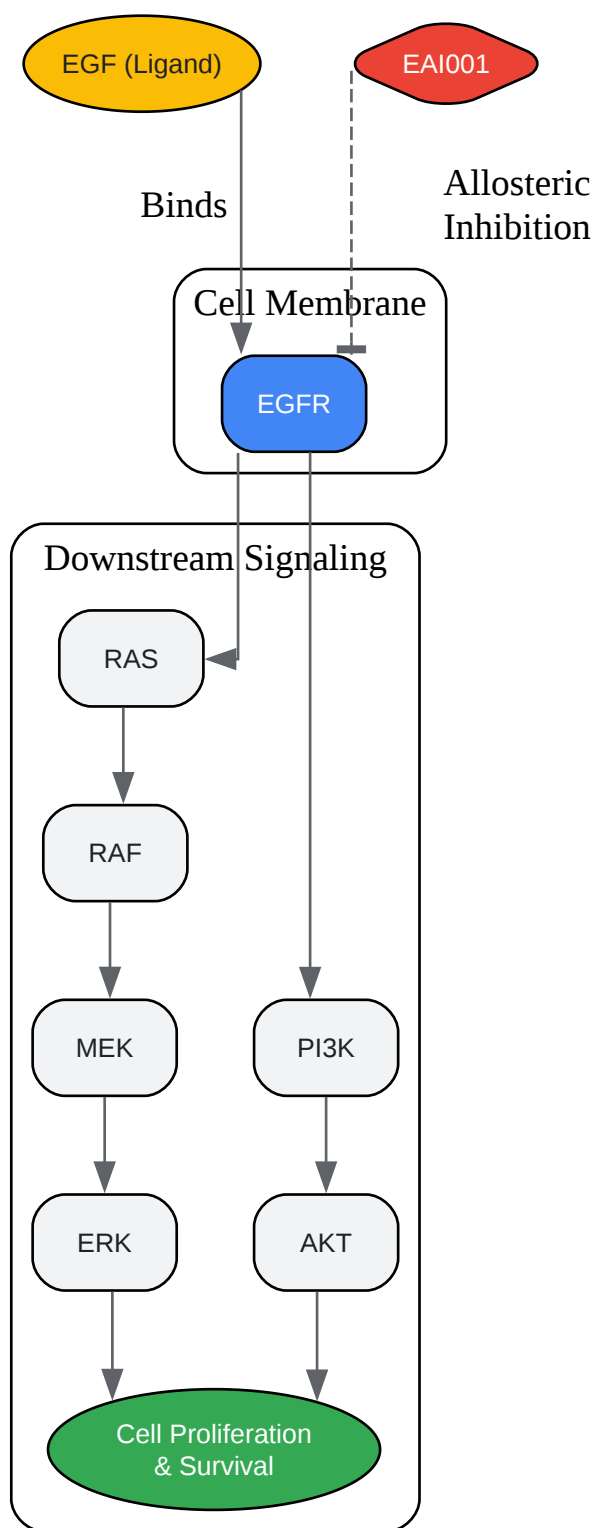 EGF (Ligand)
EAI001
Binds
Allosteric
Inhibition
Cell Membrane
EGFR
Downstream Signaling
RAS
RAF
MEK
PI3K
ERK
AKT
Cell Proliferation
& Survival